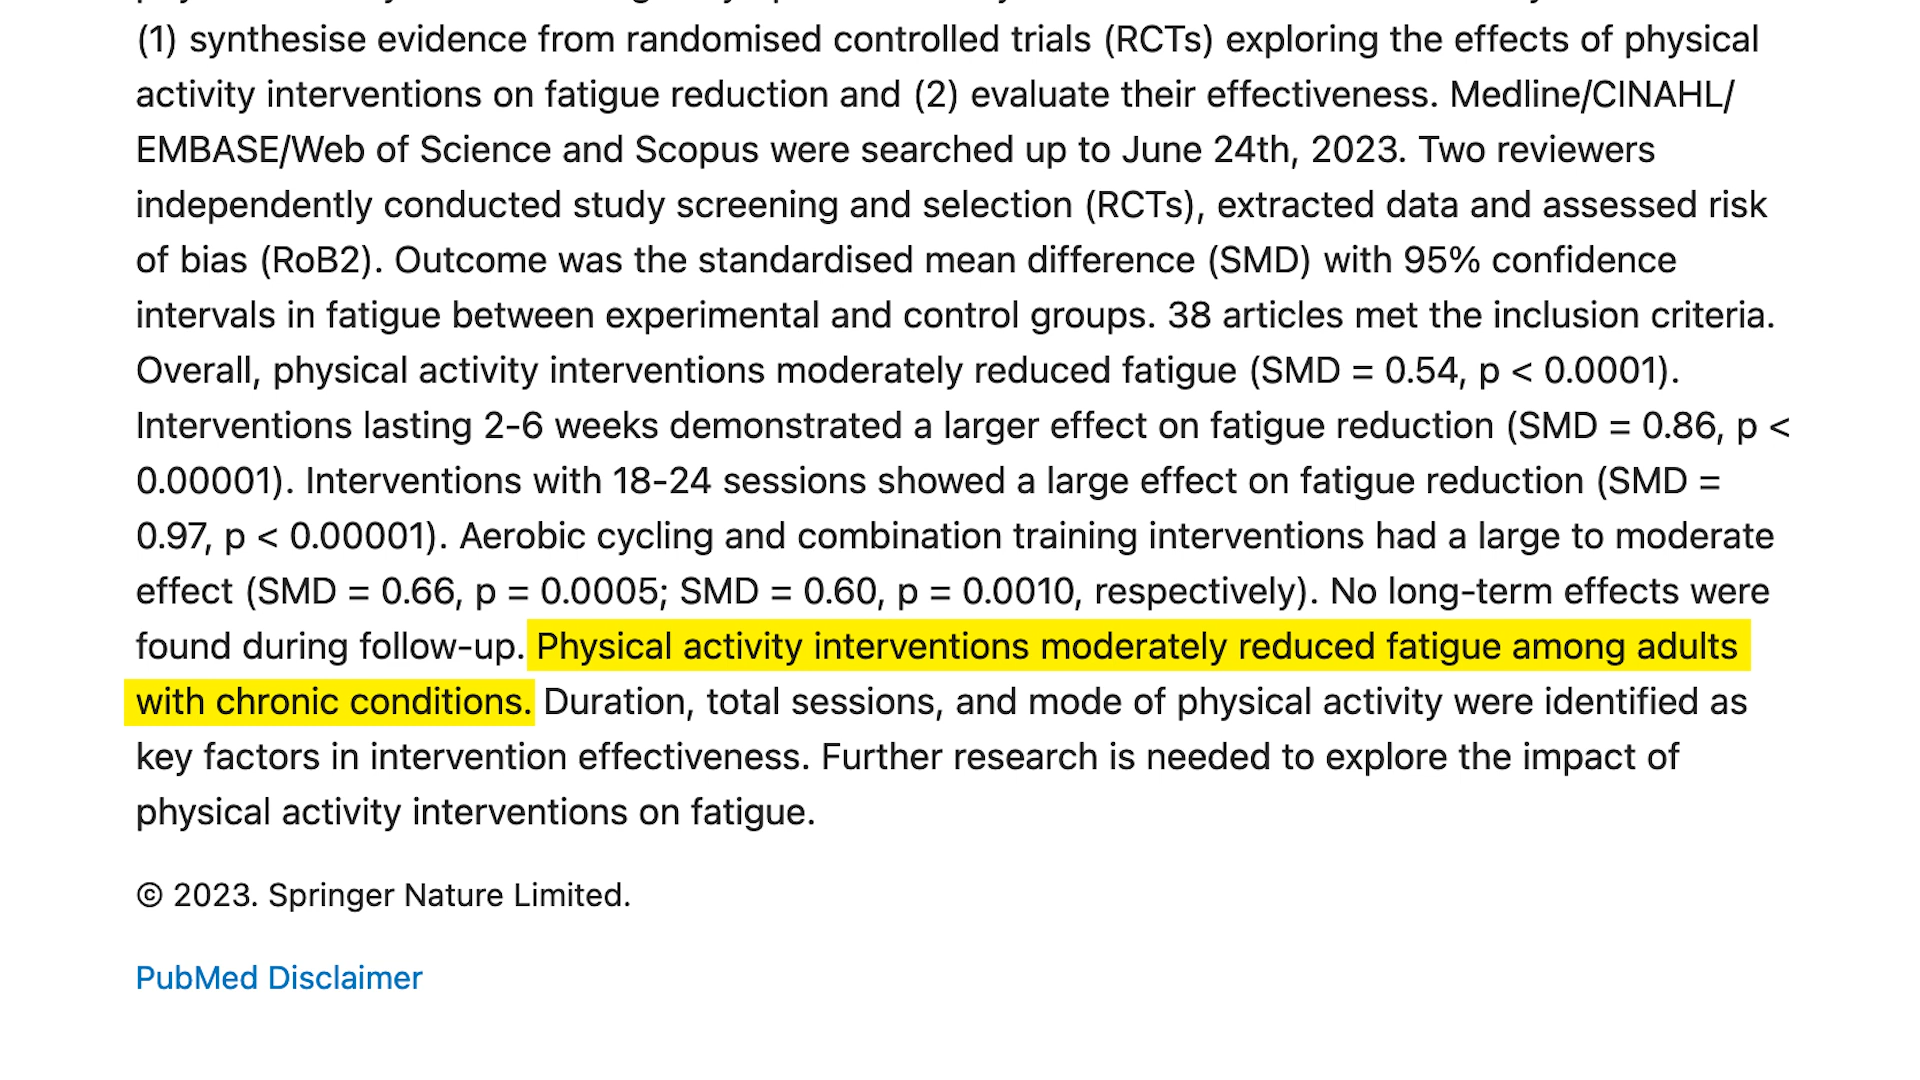 (1) synthesise evidence from randomised controlled trials (RCTs) exploring the effects of physical
activity interventions on fatigue reduction and (2) evaluate their effectiveness. Medline/CINAHL/
EMBASE/Web of Science and Scopus were searched up to June 24th, 2023. Two reviewers
independently conducted study screening and selection (RCTs), extracted data and assessed risk
of bias (RoB2). Outcome was the standardised mean difference (SMD) with 95% confidence
intervals in fatigue between experimental and control groups. 38 articles met the inclusion criteria.
Overall, physical activity interventions moderately reduced fatigue (SMD = 0.54, p < 0.0001).
Interventions lasting 2-6 weeks demonstrated a larger effect on fatigue reduction (SMD = 0.86, p <
0.00001). Interventions with 18-24 sessions showed a large effect on fatigue reduction (SMD =
0.97, p < 0.00001). Aerobic cycling and combination training interventions had a large to moderate
effect (SMD = 0.66, p = 0.0005; SMD = 0.60, p = 0.0010, respectively). No long-term effects were
found during follow-up. Physical activity interventions moderately reduced fatigue among adults
with chronic conditions. Duration, total sessions, and mode of physical activity were identified as
key factors in intervention effectiveness. Further research is needed to explore the impact of
physical activity interventions on fatigue.
© 2023. Springer Nature Limited.
PubMed Disclaimer